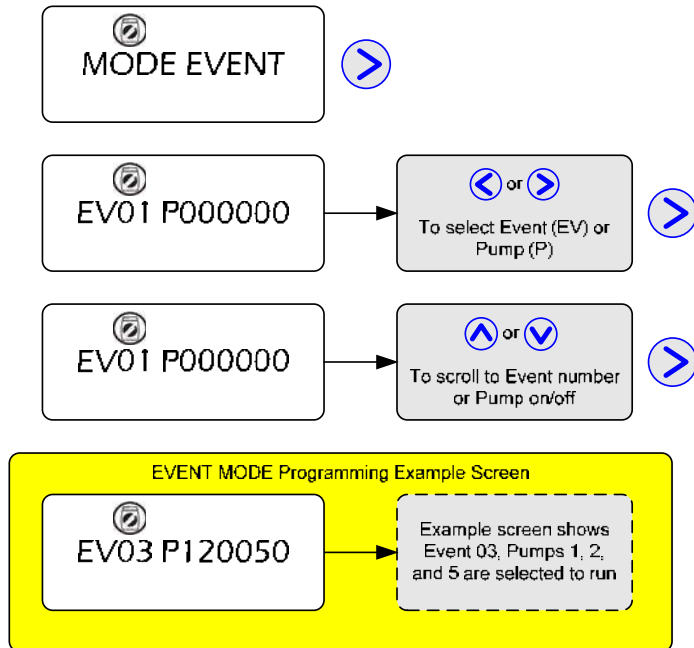 MODE EVENT
EV01 P000000
or
To select Event (EV) or
Pump (P)
EV01 P000000
or
To scroll to Event number
or Pump on/off
EVENT MODE Programming Example Screen
EV03 P120050
Example screen shows
Event 03, Pumps 1, 2,
and 5 are selected to run